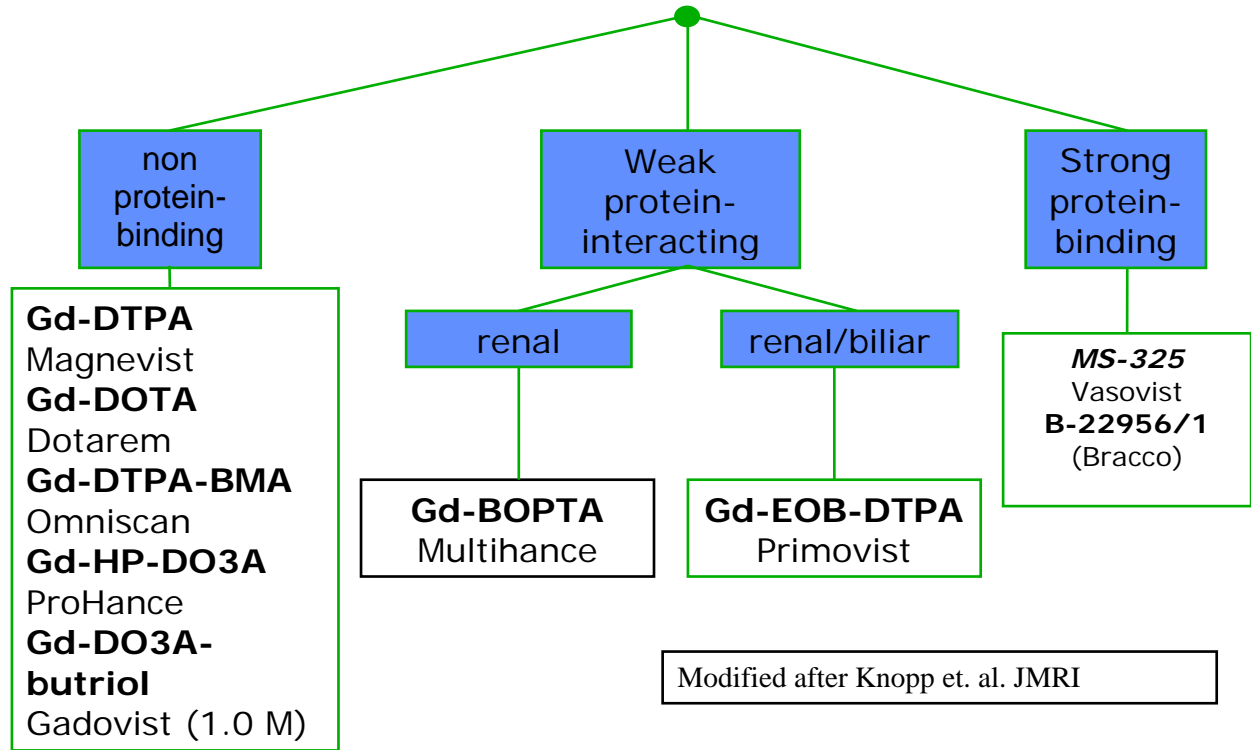 non
protein-
binding
Weak
protein-
interacting
Strong
protein-
binding
Gd-DTPA
Magnevist
Gd-DOTA
Dotarem
Gd-DTPA-BMA
Omniscan
Gd-HP-DO3A
ProHance
Gd-DO3A-
butriol
Gadovist (1.0 M)
renal
renal/biliar
Gd-BOPTA
Multihance
Gd-EOB-DTPA
Primovist
MS-325
Vasovist
B-22956/1
(Bracco)
Modified after Knopp et. al. JMRI